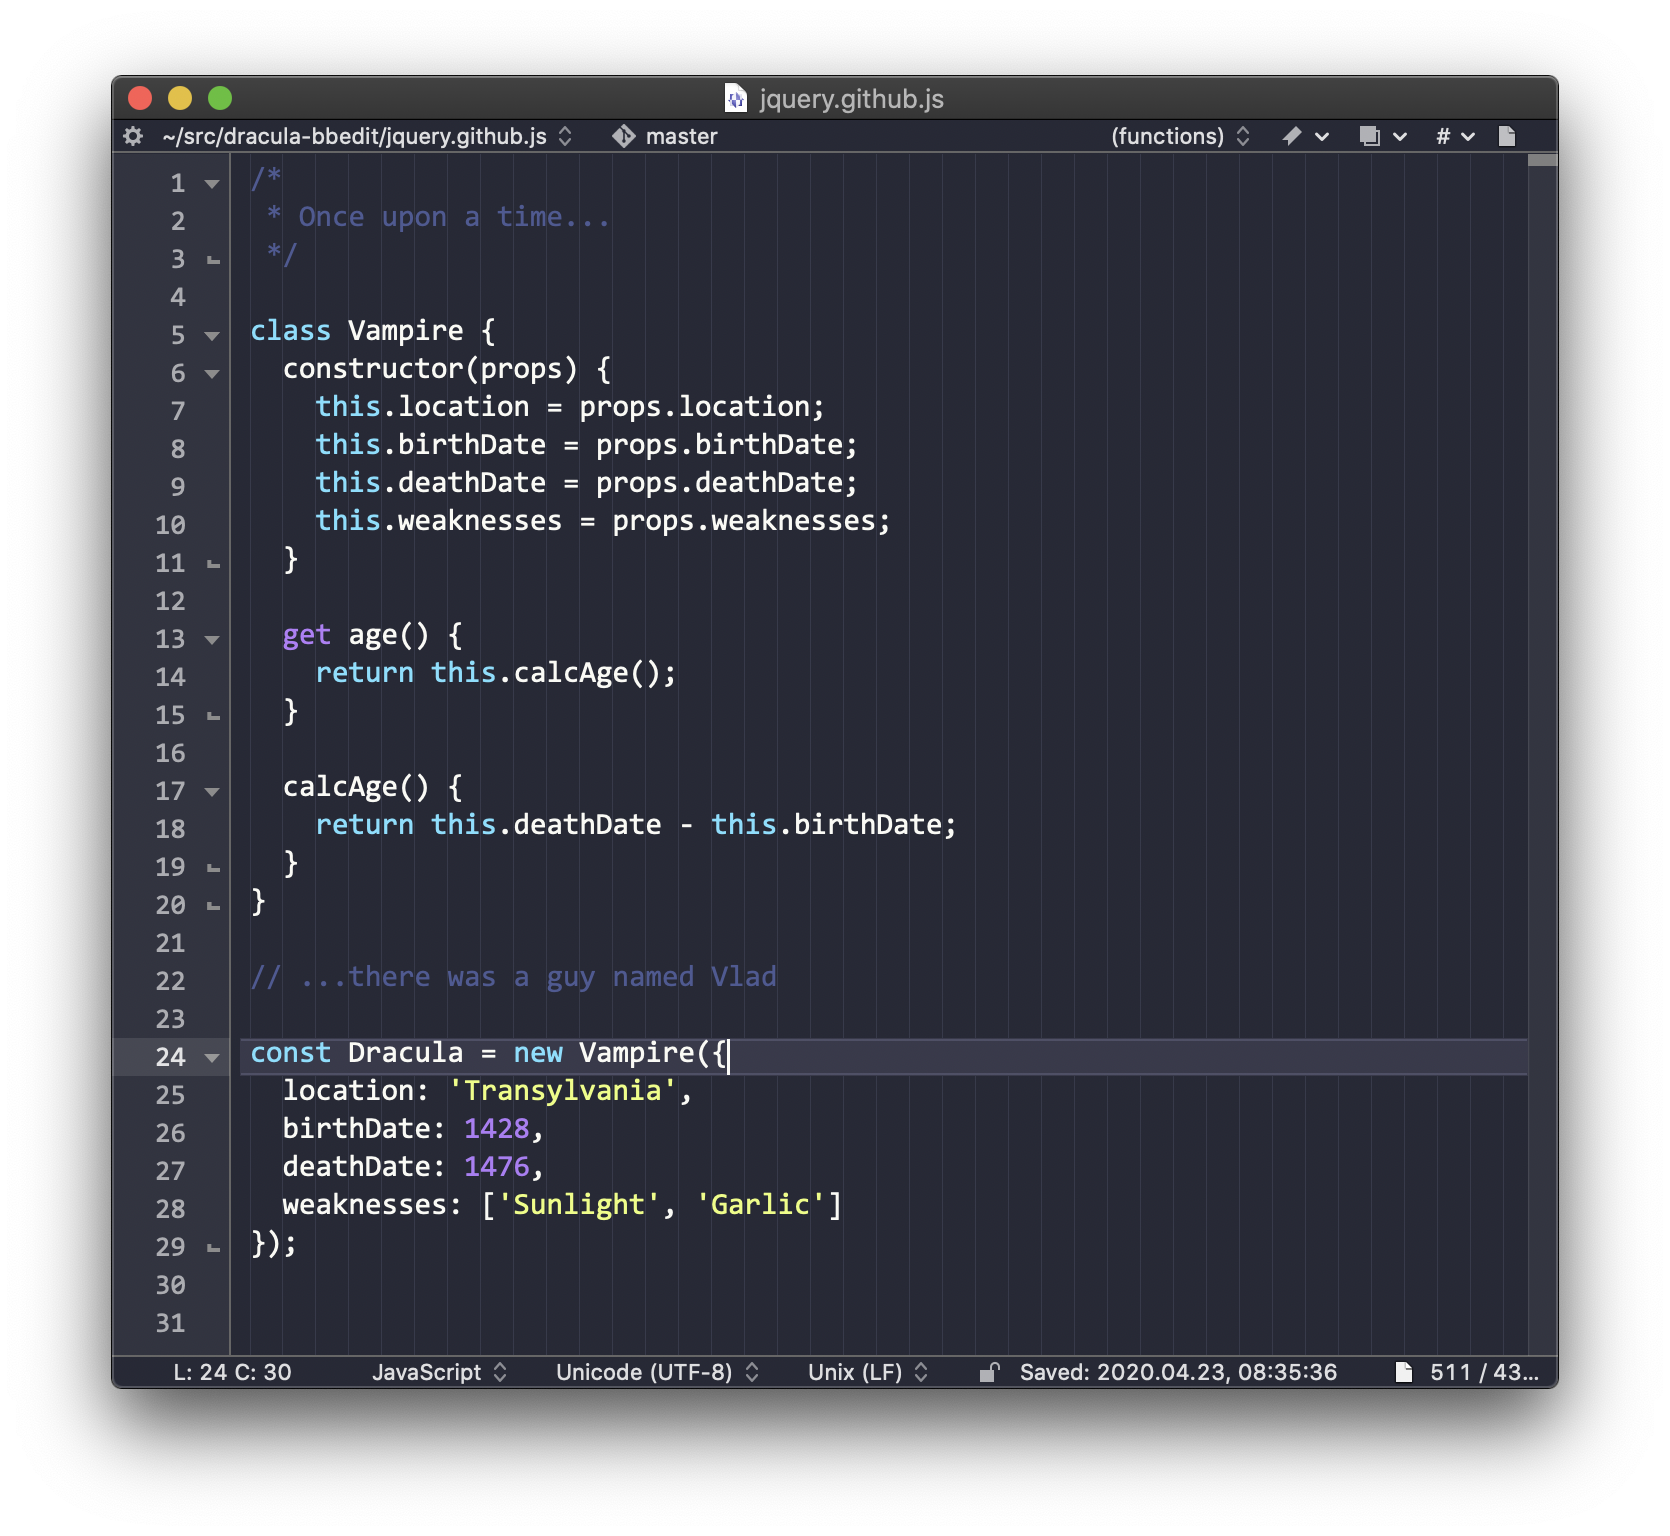 jquery.github.js
~/src/dracula-bbedit/jquery.github.js master (functions) #
1 /*
2  * Once upon a time...
3  */
4
5 class Vampire {
6   constructor(props) {
7     this.location = props.location;
8     this.birthDate = props.birthDate;
9     this.deathDate = props.deathDate;
10     this.weaknesses = props.weaknesses;
11   }
12
13   get age() {
14     return this.calcAge();
15   }
16
17   calcAge() {
18     return this.deathDate - this.birthDate;
19   }
20 }
21
22 // ...there was a guy named Vlad
23
24 const Dracula = new Vampire({
25   location: 'Transylvania',
26   birthDate: 1428,
27   deathDate: 1476,
28   weaknesses: ['Sunlight', 'Garlic']
29 });
30
31
L: 24 C: 30 JavaScript Unicode (UTF-8) Unix (LF) Saved: 2020.04.23, 08:35:36 511 / 43...